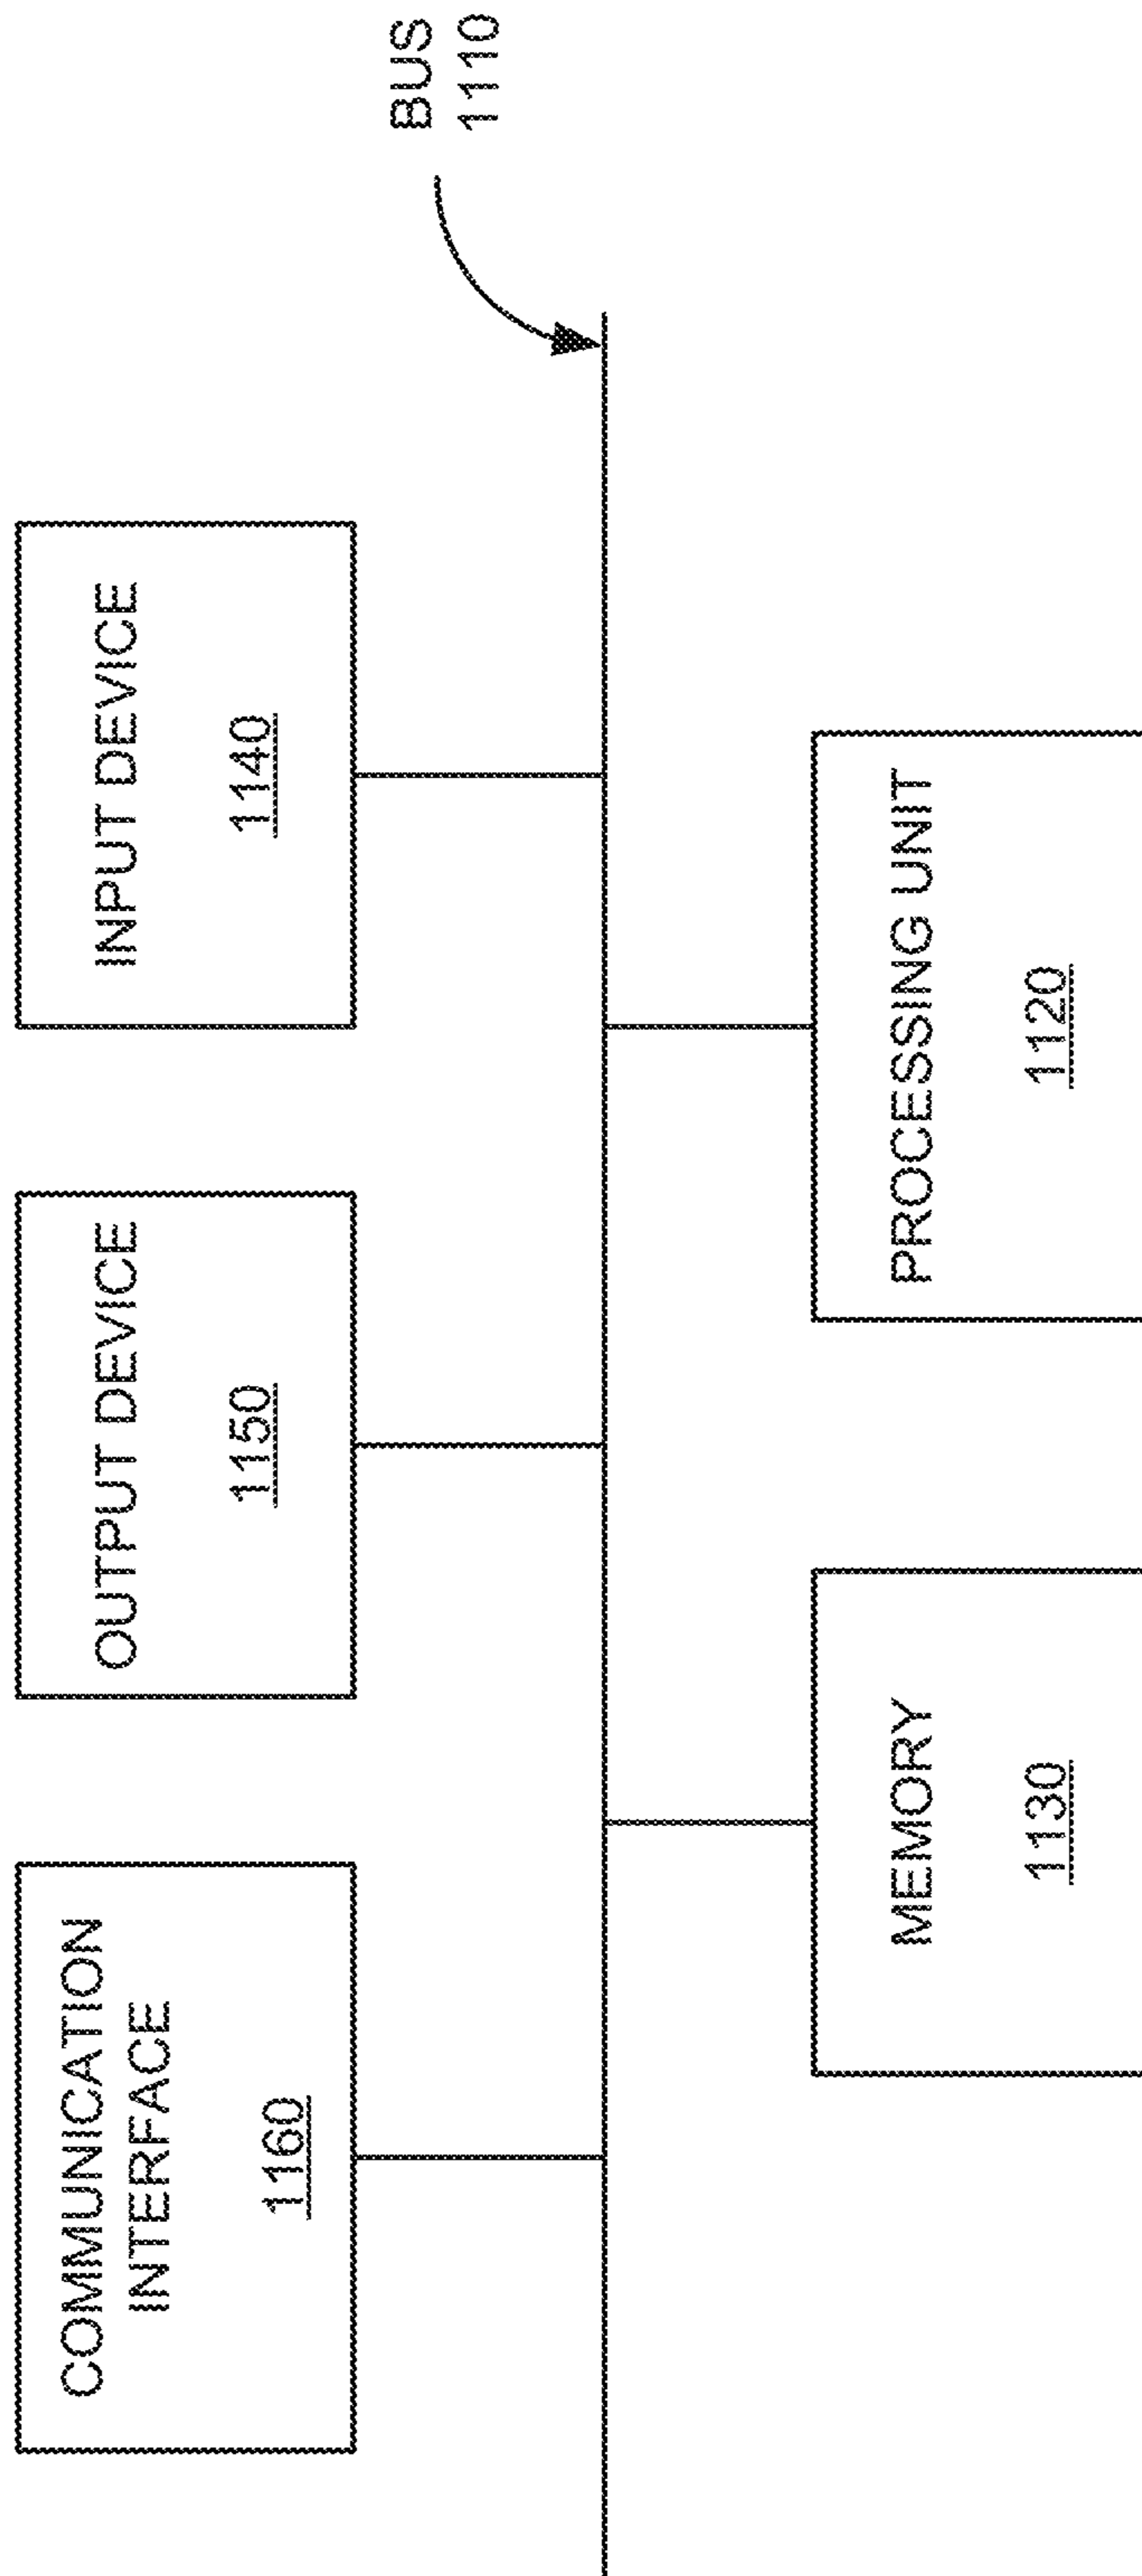 COMMUNICATION
INTERFACE
1160
OUTPUT DEVICE
1150
INPUT DEVICE
1140
BUS
1110
MEMORY
1130
PROCESSING UNIT
1120